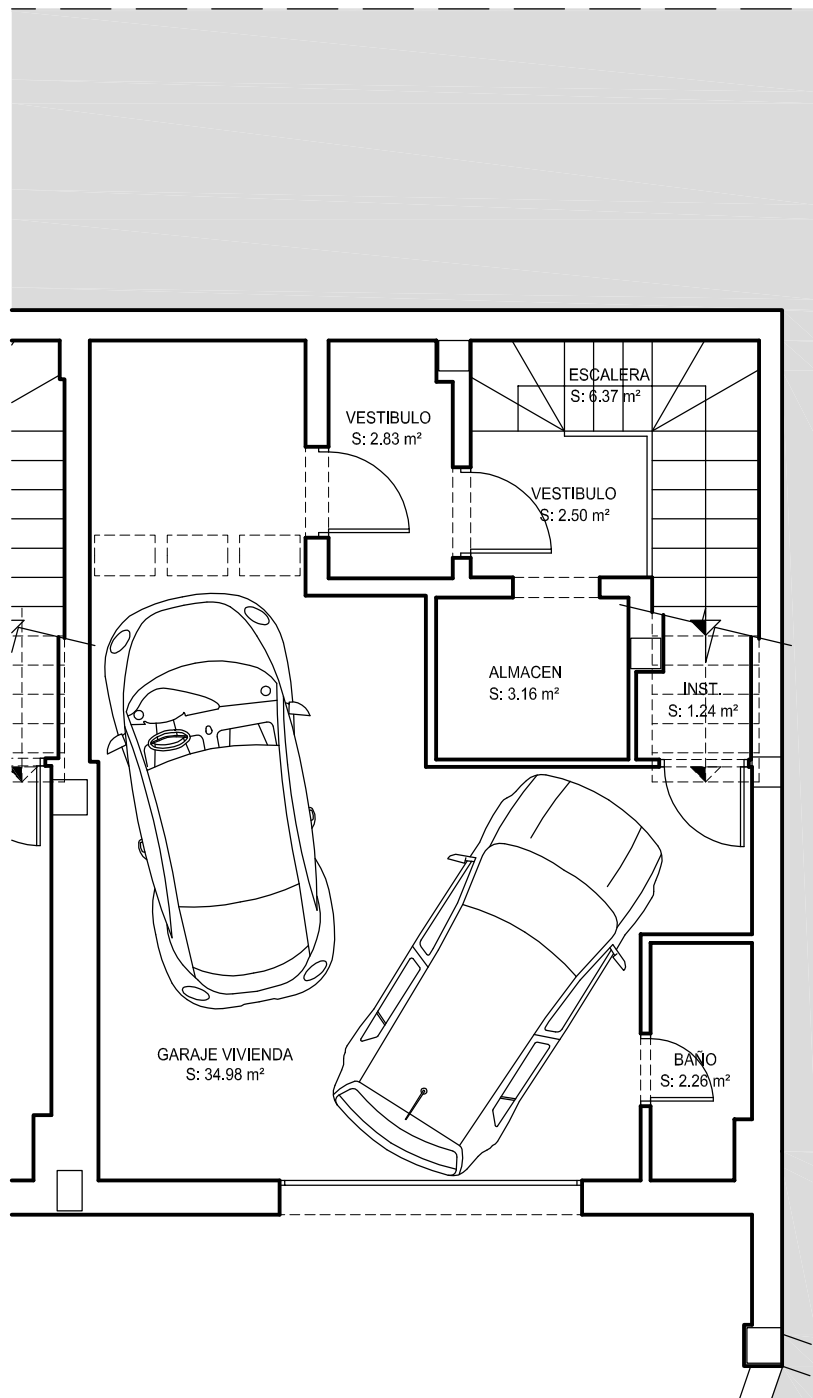 ESCALERA
S: 6.37 m²
VESTIBULO
S: 2.83 m²
VESTIBULO
S: 2.50 m²
ALMACEN
S: 3.16 m²
INST.
S: 1.24 m²
GARAJE VIVIENDA
S: 34.98 m²
BAÑO
S: 2.26 m²